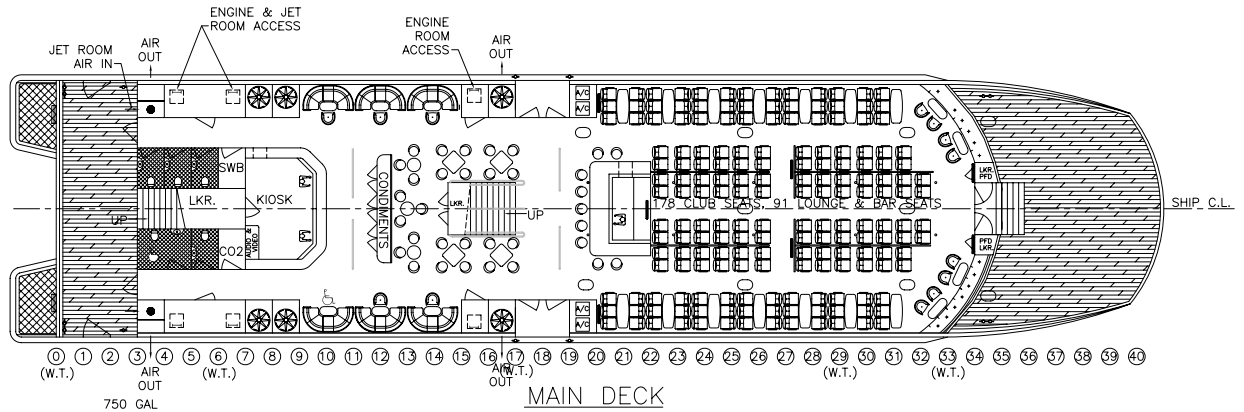 ENGINE & JET
ROOM ACCESS
AIR
OUT
JET ROOM
AIR IN
ENGINE
ROOM
ACCESS
AIR
OUT
A/C
A/C
SWB
LKR.
KIOSK
UP
CO2
AUDIO &
VIDEO
CONDIMENTS
LKR.
UP
178 CLUB SEATS, 91 LOUNGE & BAR SEATS
LKR.
PFD
PFD
LKR.
SHIP C.L.
A/C
A/C
0 1 2 3 4 5 6 7 8 9 10 11 12 13 14 15 16 17 18 19 20 21 22 23 24 25 26 27 28 29 30 31 32 33 34 35 36 37 38 39 40
(W.T.) (W.T.) (W.T.) (W.T.) (W.T.)
AIR
OUT
AIR
OUT
750 GAL
MAIN DECK